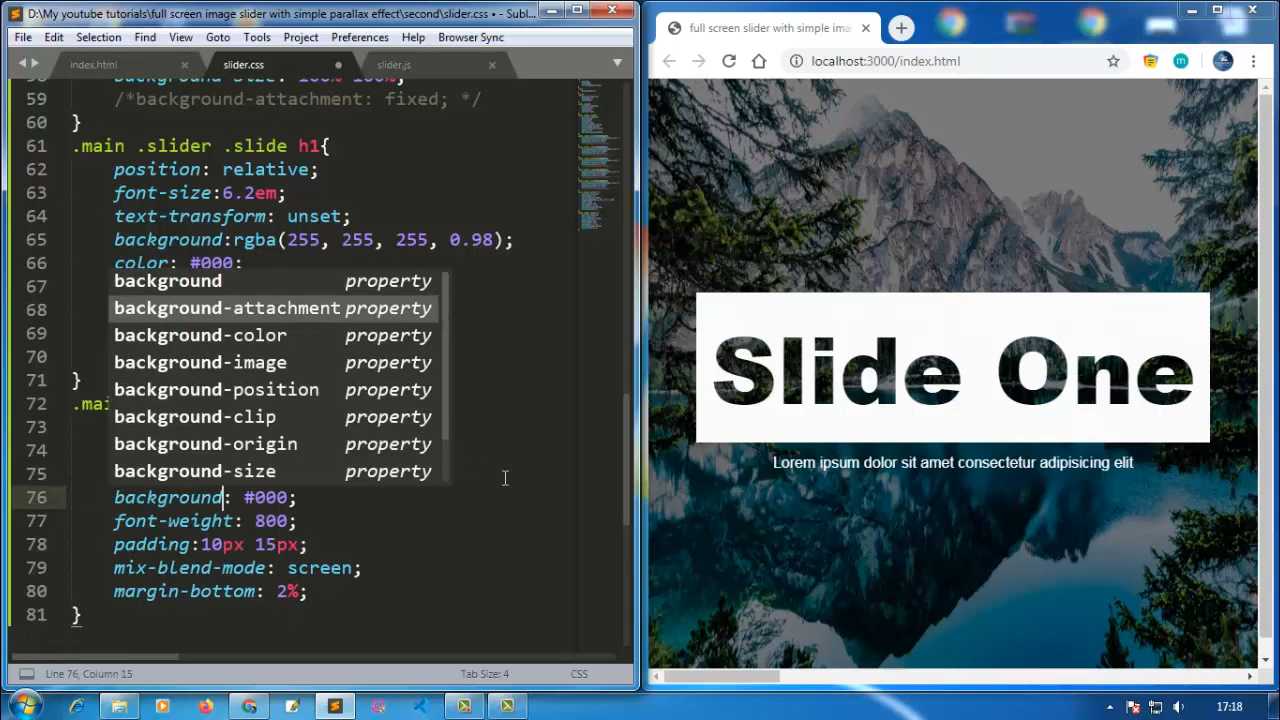 D:\My youtube tutorials\full screen image slider with simple parallax effect\second\slider.css • - Subl...
File Edit Selection Find View Goto Tools Project Preferences Help Browser Sync
index.html slider.css slider.js
59 /*background-attachment: fixed; */
60 }
61 .main .slider .slide h1{
62 position: relative;
63 font-size:6.2em;
64 text-transform: unset;
65 background:rgba(255, 255, 255, 0.98);
66 color: #000;
67 background property
68 background-attachment property
69 background-color property
70 background-image property
71 } background-position property
72 .mai background-clip property
73
74 background-origin property
75 background-size property
76 background: #000;
77 font-weight: 800;
78 padding:10px 15px;
79 mix-blend-mode: screen;
80 margin-bottom: 2%;
81 }
Line 76, Column 15 Tab Size: 4 CSS
full screen slider with simple ima
localhost:3000/index.html
Slide One
Lorem ipsum dolor sit amet consectetur adipisicing elit
17:18